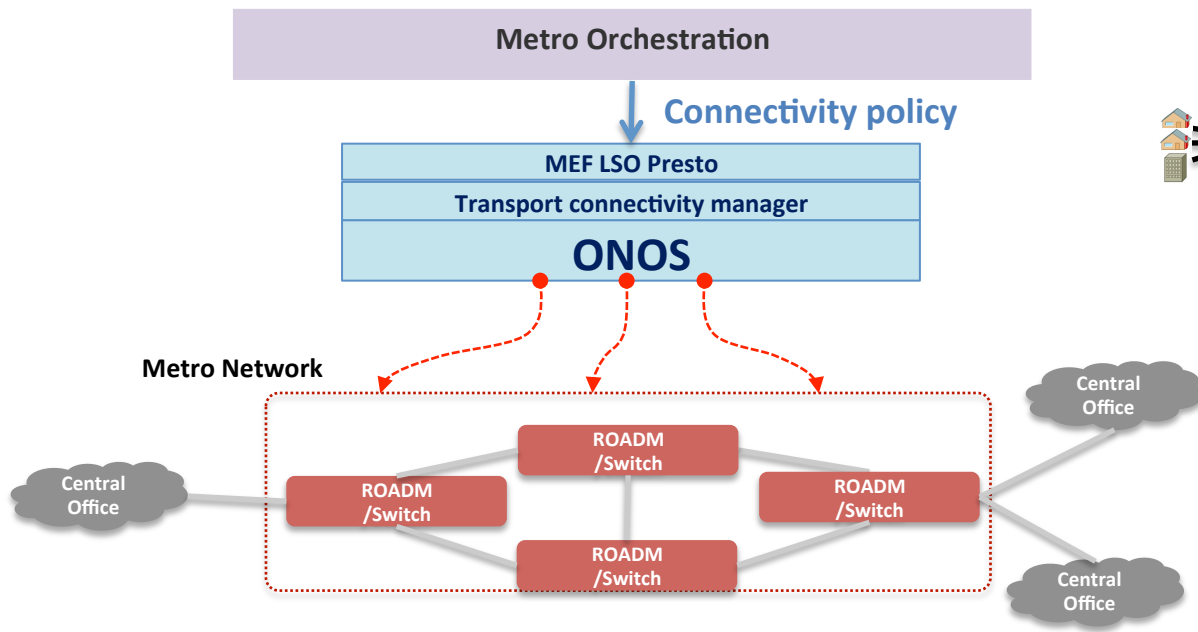 Metro Orchestration
Connectivity policy
MEF LSO Presto
Transport connectivity manager
ONOS
Metro Network
Central
Office
ROADM
/Switch
Central
Office
ROADM
/Switch
ROADM
/Switch
ROADM
/Switch
Central
Office